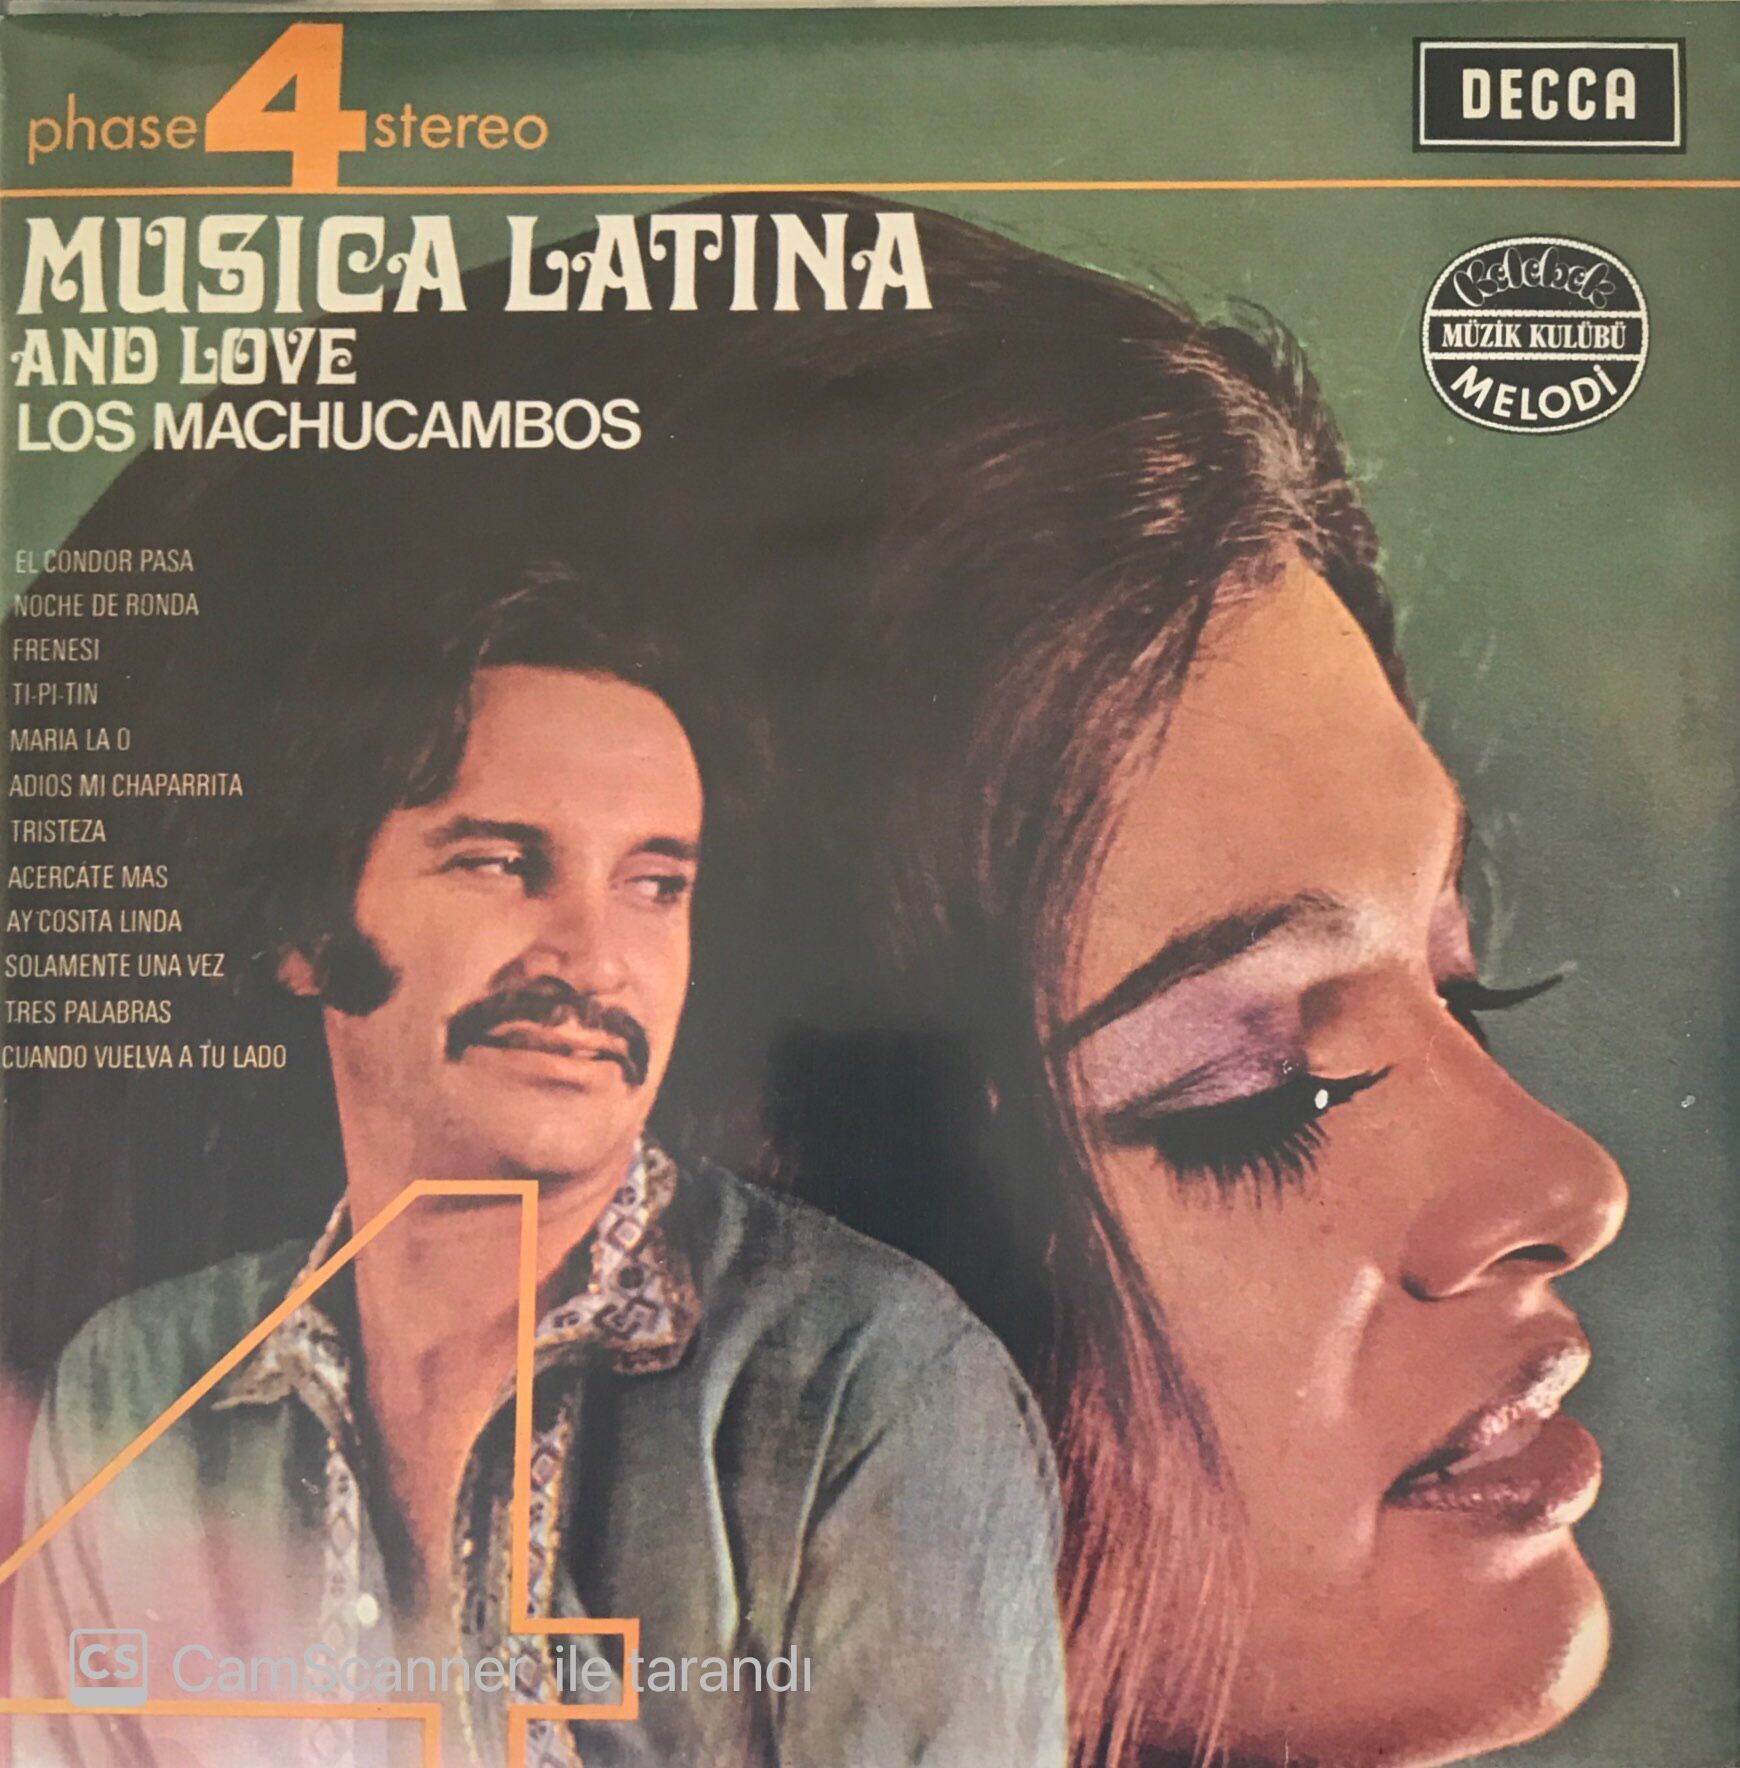 phase 4 stereo
DECCA
MUSICA LATINA
AND LOVE
LOS MACHUCAMBOS
Kelebek
MÜZİK KULÜBÜ
MELODİ
EL CONDOR PASA
NOCHE DE RONDA
FRENESI
TI-PI-TIN
MARIA LA O
ADIOS MI CHAPARRITA
TRISTEZA
ACERCÁTE MAS
AY COSITA LINDA
SOLAMENTE UNA VEZ
TRES PALABRAS
CUANDO VUELVA A TU LADO
4
CS CamScanner ile tarandı